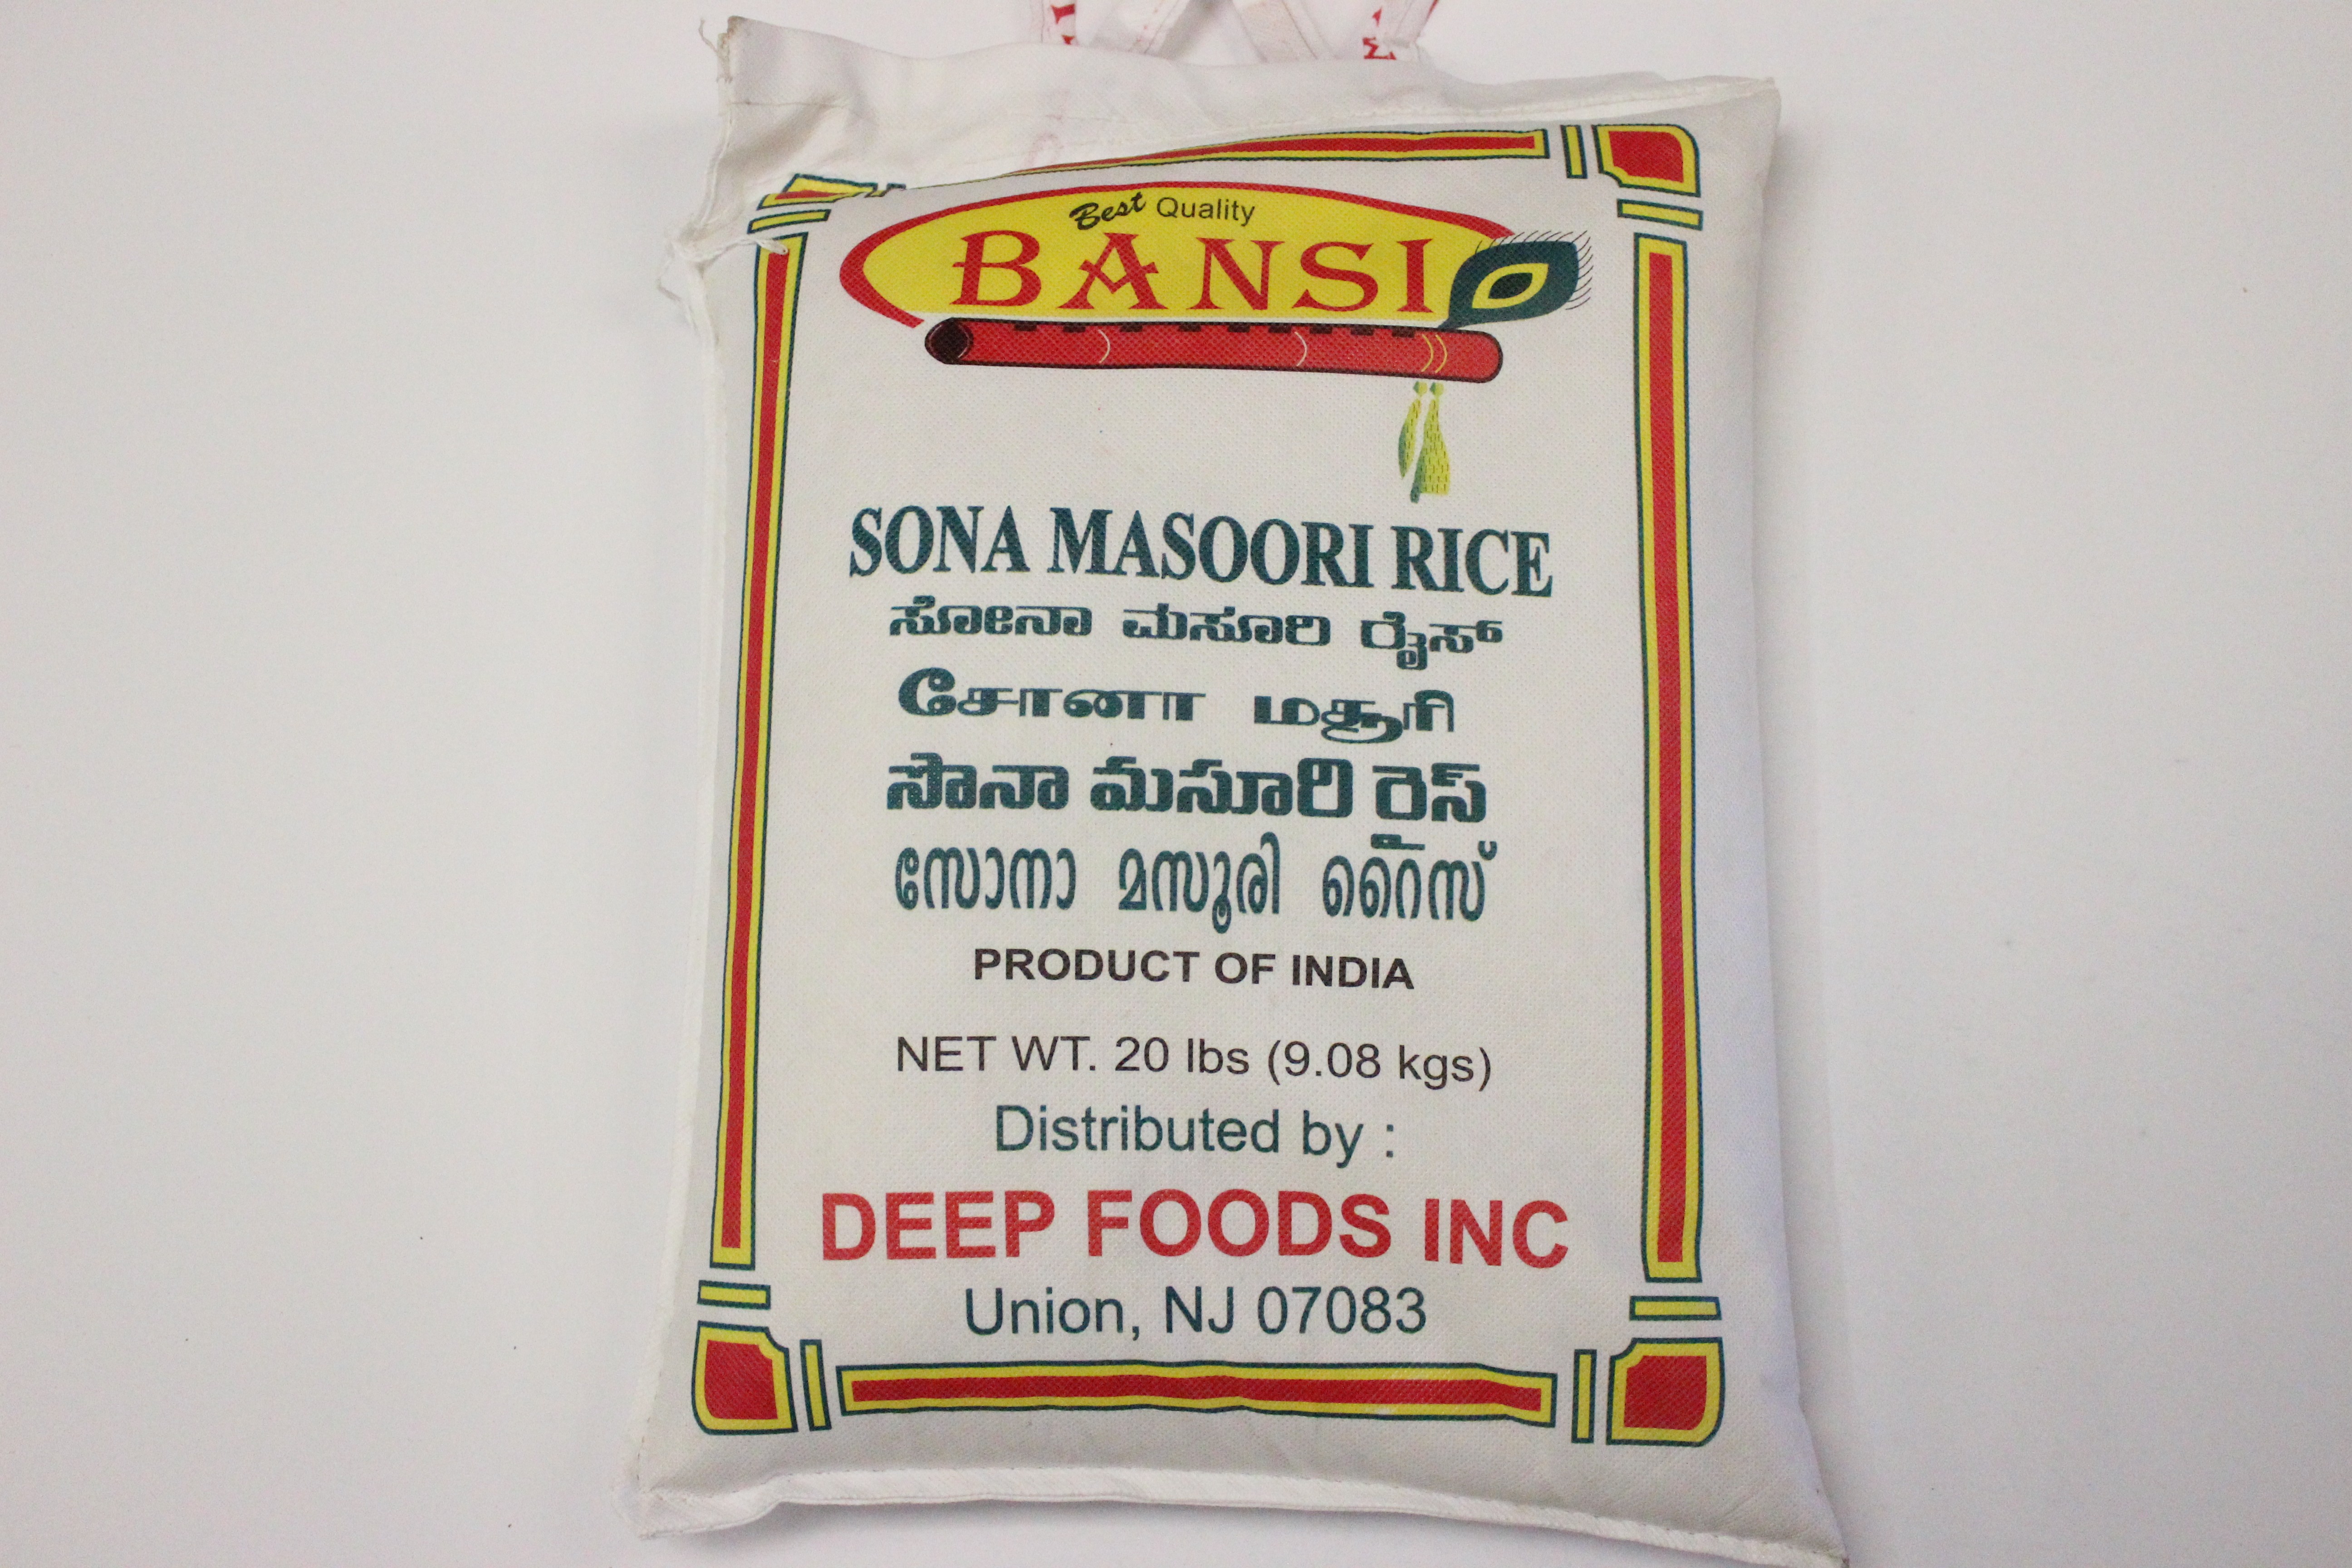 Best Quality
BANSI
SONA MASOORI RICE
ಸೋನಾ ಮಸೂರಿ ರೈಸ್
சோனா மசூரி
సొనా మసూరి రైస్
സോനാ മസൂരി റൈസ്
PRODUCT OF INDIA
NET WT. 20 lbs (9.08 kgs)
Distributed by :
DEEP FOODS INC
Union, NJ 07083